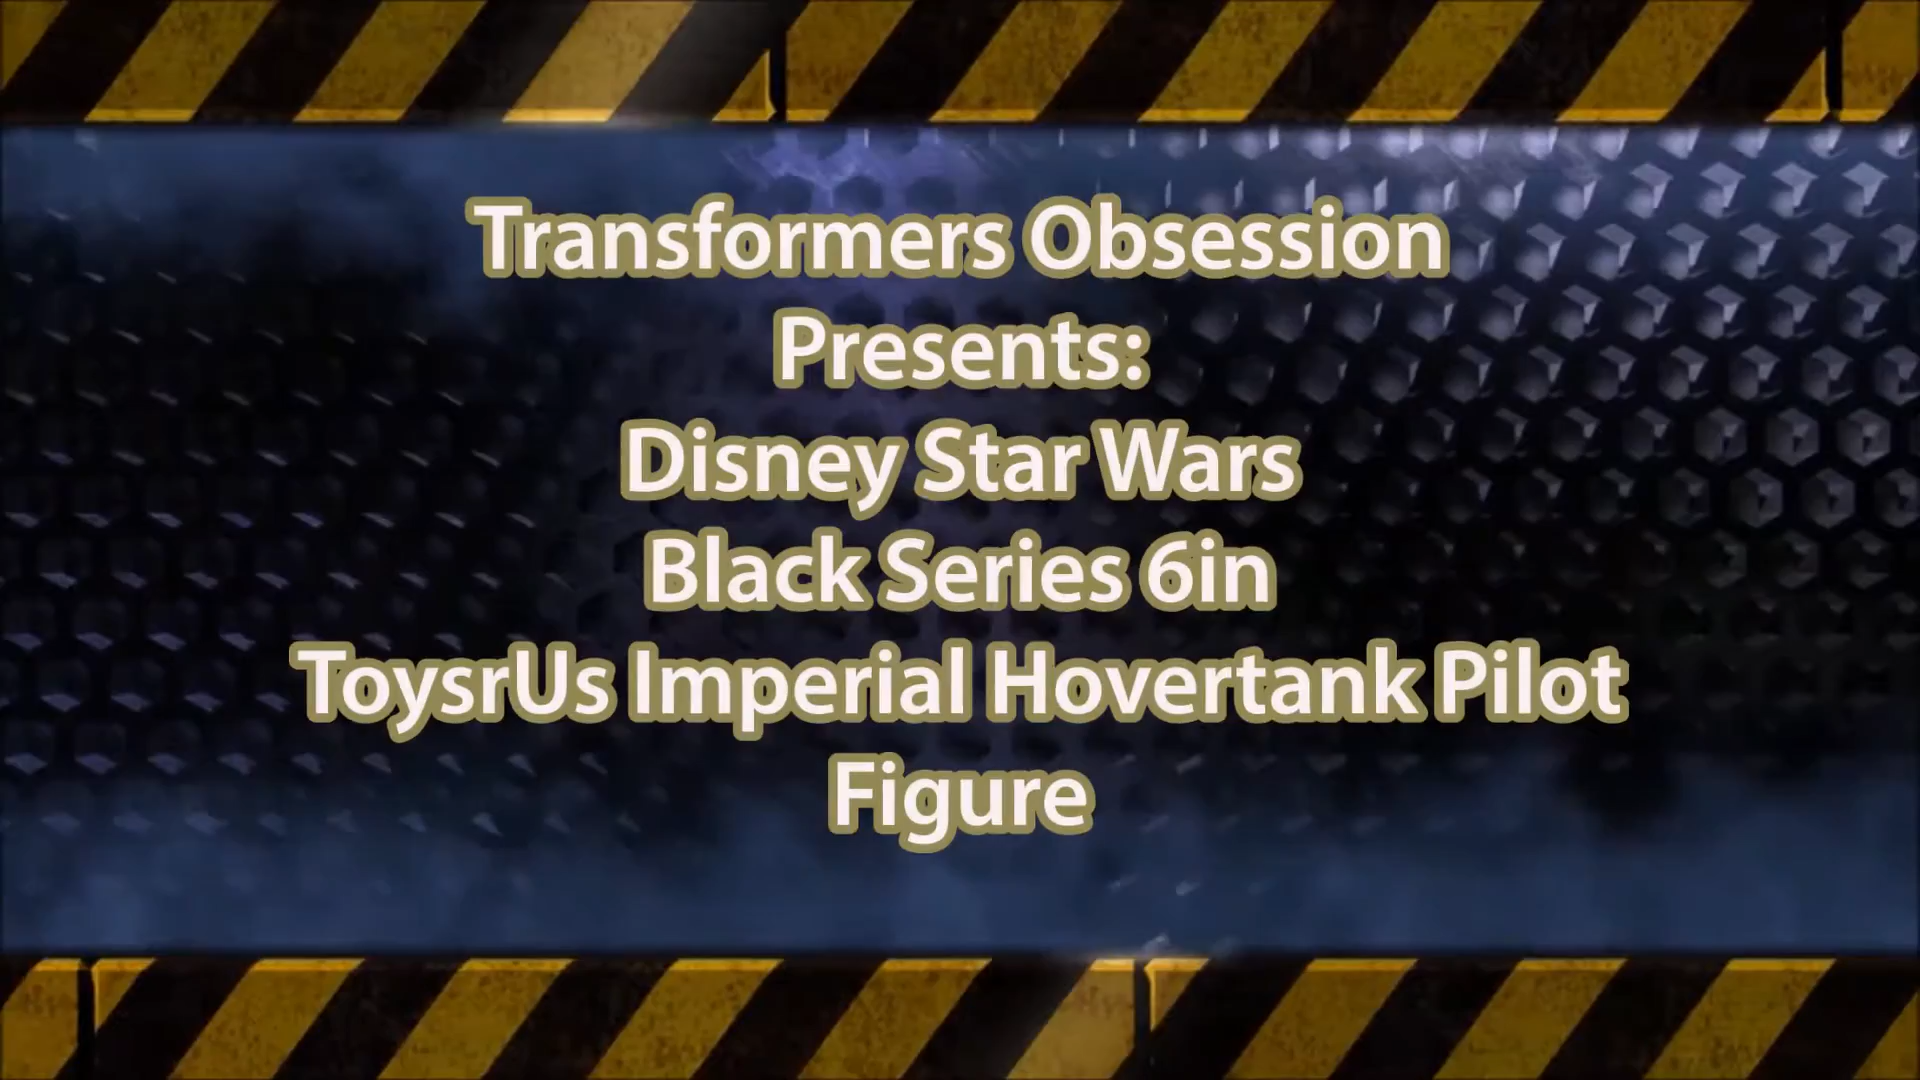 Transformers Obsession
Presents:
Disney Star Wars
Black Series 6in
ToysrUs Imperial Hovertank Pilot
Figure